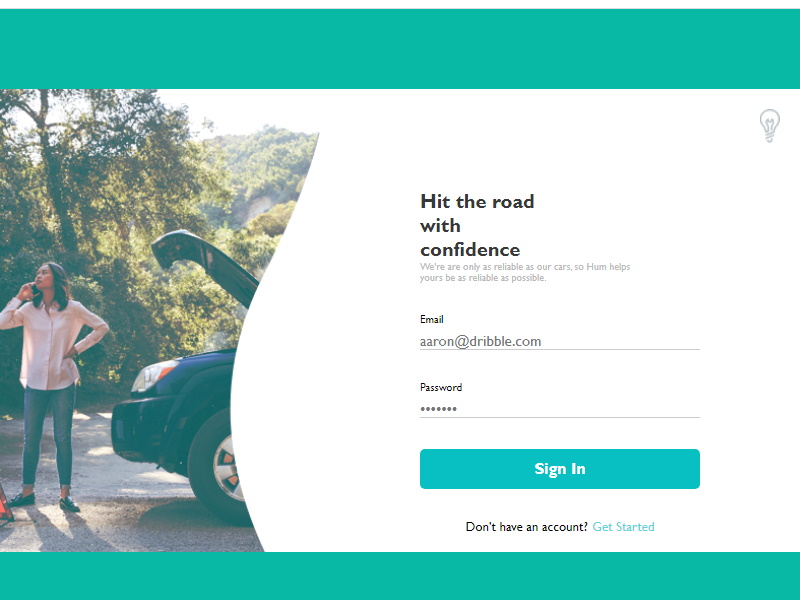 Hit the road
with
confidence
We're are only as reliable as our cars, so Hum helps
yours be as reliable as possible.
Email
aaron@dribble.com
Password
•••••••
Sign In
Don't have an account? Get Started